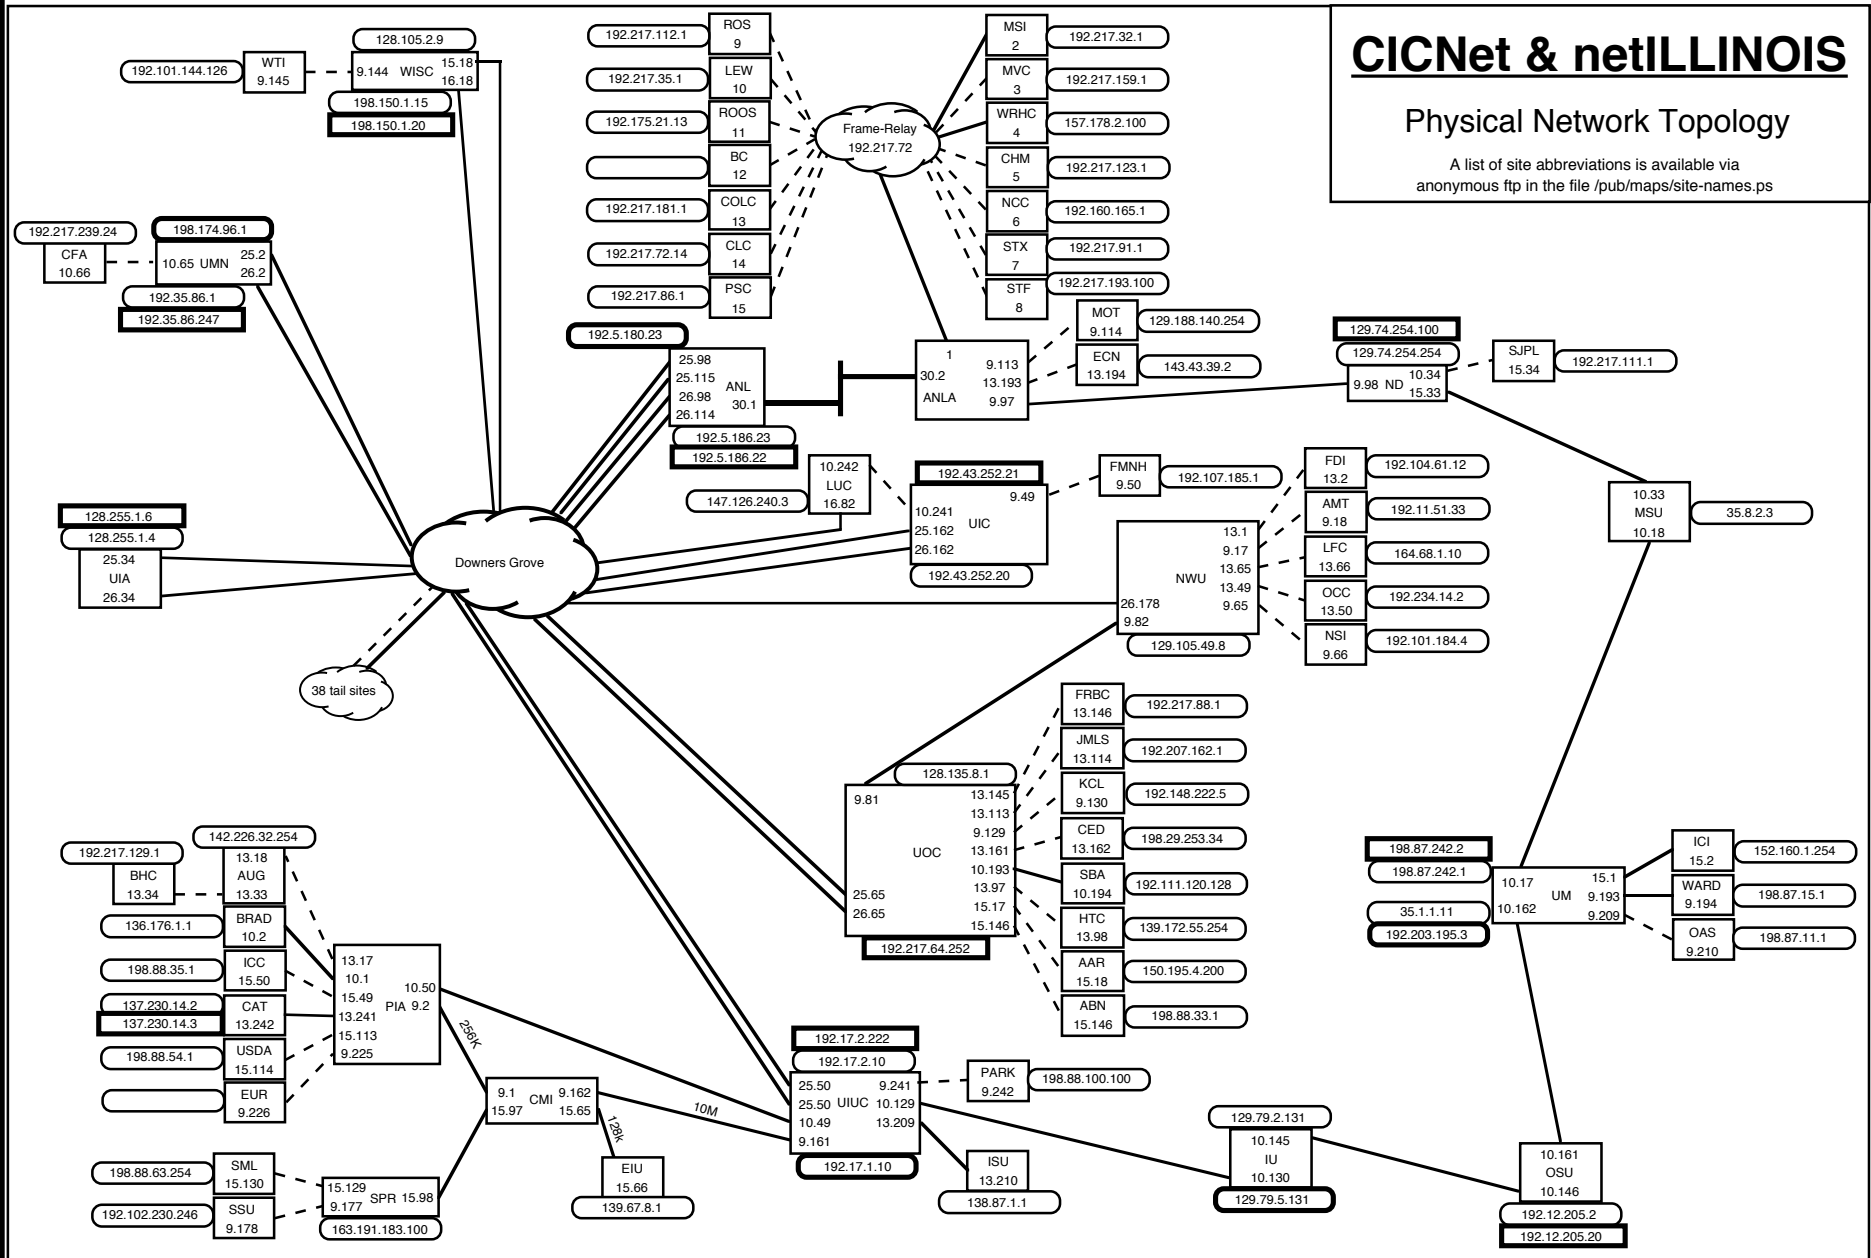 CICNet & netILLINOIS
Physical Network Topology
A list of site abbreviations is available via
anonymous ftp in the file /pub/maps/site-names.ps
128.105.2.9
192.101.144.126
WTI
9.145
9.144 WISC
15.18
16.18
198.150.1.15
198.150.1.20
192.217.239.24
CFA
10.66
198.174.96.1
10.65 UMN
25.2
26.2
192.35.86.1
192.35.86.247
192.217.112.1
ROS
9
192.217.35.1
LEW
10
192.175.21.13
ROOS
11
BC
12
192.217.181.1
COLC
13
192.217.72.14
CLC
14
192.217.86.1
PSC
15
Frame-Relay
192.217.72
MSI
2
192.217.32.1
MVC
3
192.217.159.1
WRHC
4
157.178.2.100
CHM
5
192.217.123.1
NCC
6
192.160.165.1
STX
7
192.217.91.1
STF
8
192.217.193.100
192.5.180.23
25.98
25.115
26.98
26.114
ANL
30.1
192.5.186.23
192.5.186.22
1
30.2
ANLA
9.113
13.193
9.97
MOT
9.114
129.188.140.254
ECN
13.194
143.43.39.2
129.74.254.100
129.74.254.254
9.98 ND
10.34
15.33
SJPL
15.34
192.217.111.1
10.242
LUC
16.82
147.126.240.3
192.43.252.21
9.49
10.241
25.162
26.162
UIC
192.43.252.20
FMNH
9.50
192.107.185.1
128.255.1.6
128.255.1.4
25.34
UIA
26.34
Downers Grove
38 tail sites
13.1
9.17
13.65
13.49
9.65
NWU
26.178
9.82
129.105.49.8
FDI
13.2
192.104.61.12
AMT
9.18
192.11.51.33
LFC
13.66
164.68.1.10
OCC
13.50
192.234.14.2
NSI
9.66
192.101.184.4
10.33
MSU
10.18
35.8.2.3
128.135.8.1
9.81
UOC
25.65
26.65
13.145
13.113
9.129
13.161
10.193
13.97
15.17
15.146
192.217.64.252
FRBC
13.146
192.217.88.1
JMLS
13.114
192.207.162.1
KCL
9.130
192.148.222.5
CED
13.162
198.29.253.34
SBA
10.194
192.111.120.128
HTC
13.98
139.172.55.254
AAR
15.18
150.195.4.200
ABN
15.146
198.88.33.1
198.87.242.2
198.87.242.1
35.1.1.11
192.203.195.3
10.17
10.162
UM
15.1
9.193
9.209
ICI
15.2
152.160.1.254
WARD
9.194
198.87.15.1
OAS
9.210
198.87.11.1
142.226.32.254
192.217.129.1
BHC
13.34
13.18
AUG
13.33
136.176.1.1
BRAD
10.2
198.88.35.1
ICC
15.50
137.230.14.2
137.230.14.3
CAT
13.242
198.88.54.1
USDA
15.114
EUR
9.226
13.17
10.1
15.49
13.241
15.113
9.225
PIA
10.50
9.2
256K
9.1
15.97
CMI
9.162
15.65
10M
128k
EIU
15.66
139.67.8.1
198.88.63.254
SML
15.130
192.102.230.246
SSU
9.178
15.129
9.177
SPR 15.98
163.191.183.100
192.17.2.222
192.17.2.10
25.50
25.50
10.49
9.161
UIUC
9.241
10.129
13.209
192.17.1.10
PARK
9.242
198.88.100.100
ISU
13.210
138.87.1.1
129.79.2.131
10.145
IU
10.130
129.79.5.131
10.161
OSU
10.146
192.12.205.2
192.12.205.20